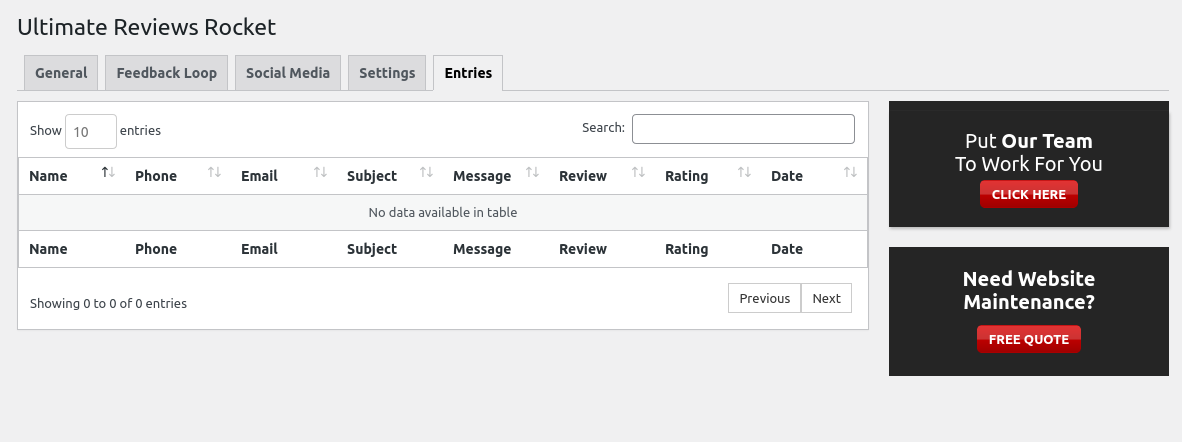 Ultimate Reviews Rocket
General Feedback Loop Social Media Settings Entries
Show 10 entries Search:
Name Phone Email Subject Message Review Rating Date
No data available in table
Name Phone Email Subject Message Review Rating Date
Showing 0 to 0 of 0 entries Previous Next
Put Our Team
To Work For You
CLICK HERE
Need Website
Maintenance?
FREE QUOTE